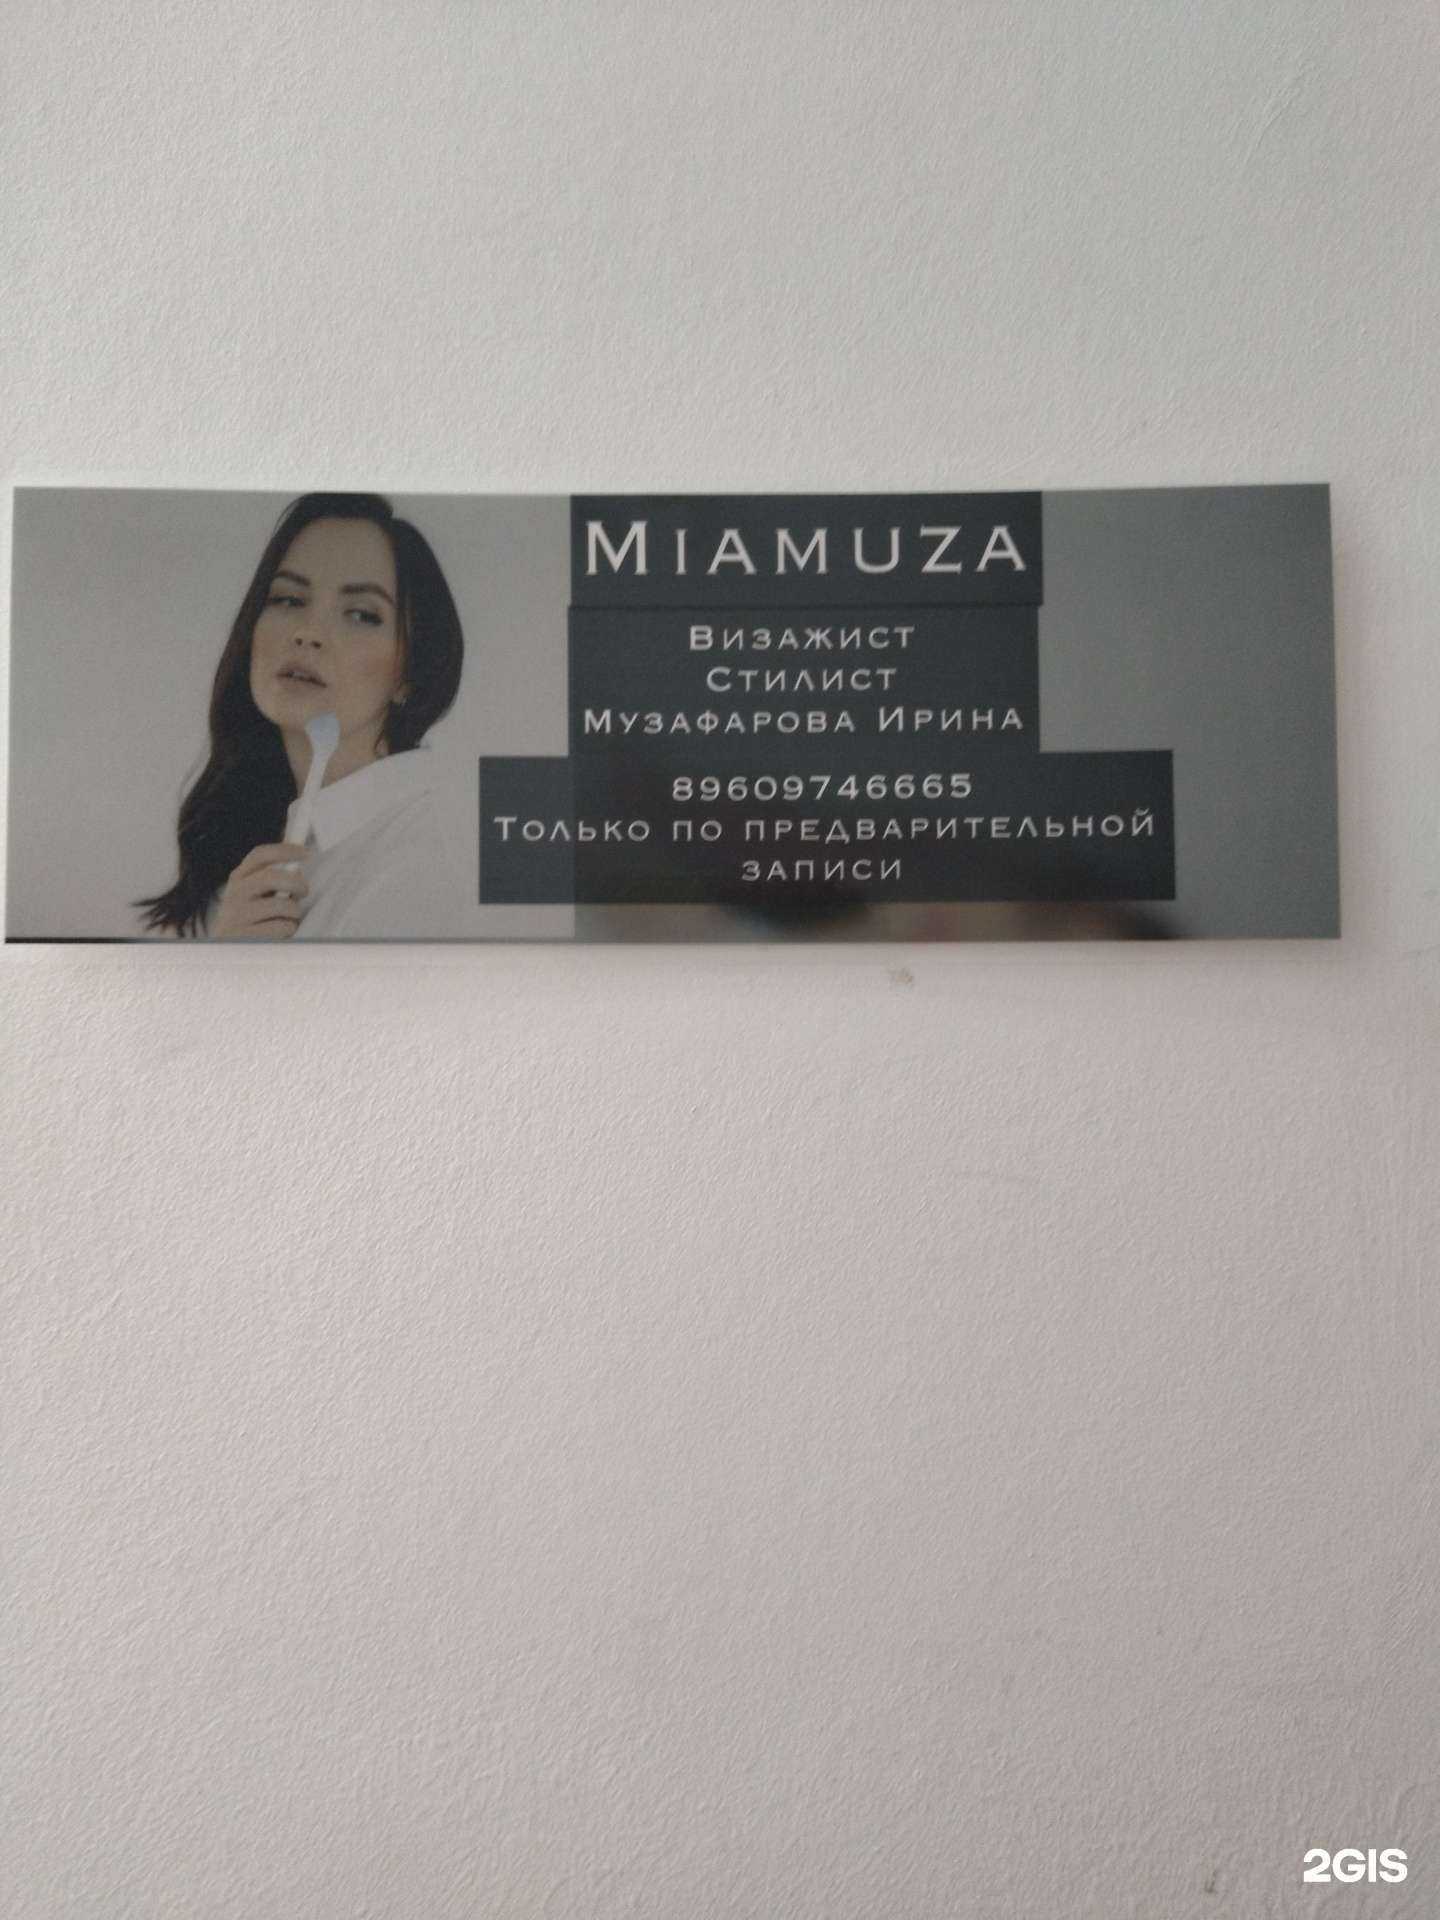 Miamuza
Визажист
Стилист
Музафарова Ирина
89609746665
Только по предварительной
записи
2GIS